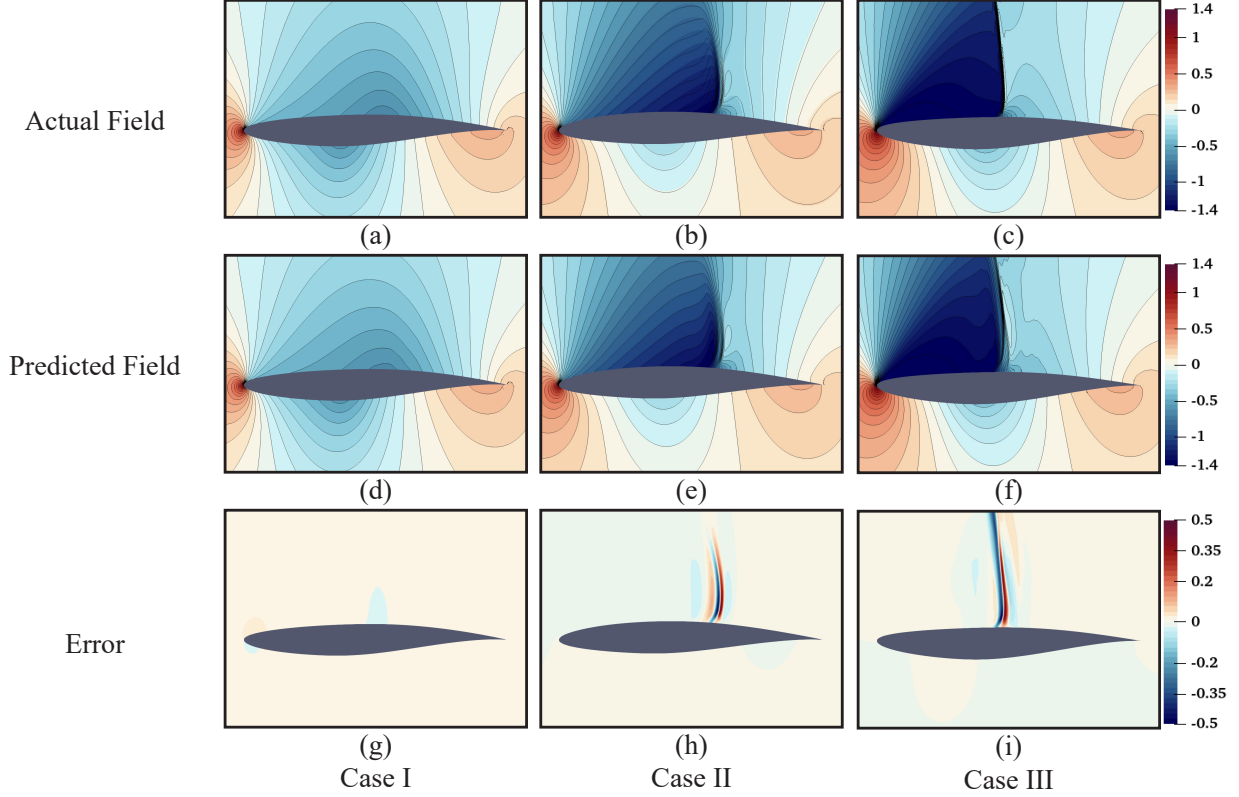 Actual Field
1.4
1
0.5
0
-0.5
-1
-1.4
(a)
(b)
(c)
Predicted Field
1.4
1
0.5
0
-0.5
-1
-1.4
(d)
(e)
(f)
Error
0.5
0.35
0.2
0
-0.2
-0.35
-0.5
(g)
(h)
(i)
Case I
Case II
Case III